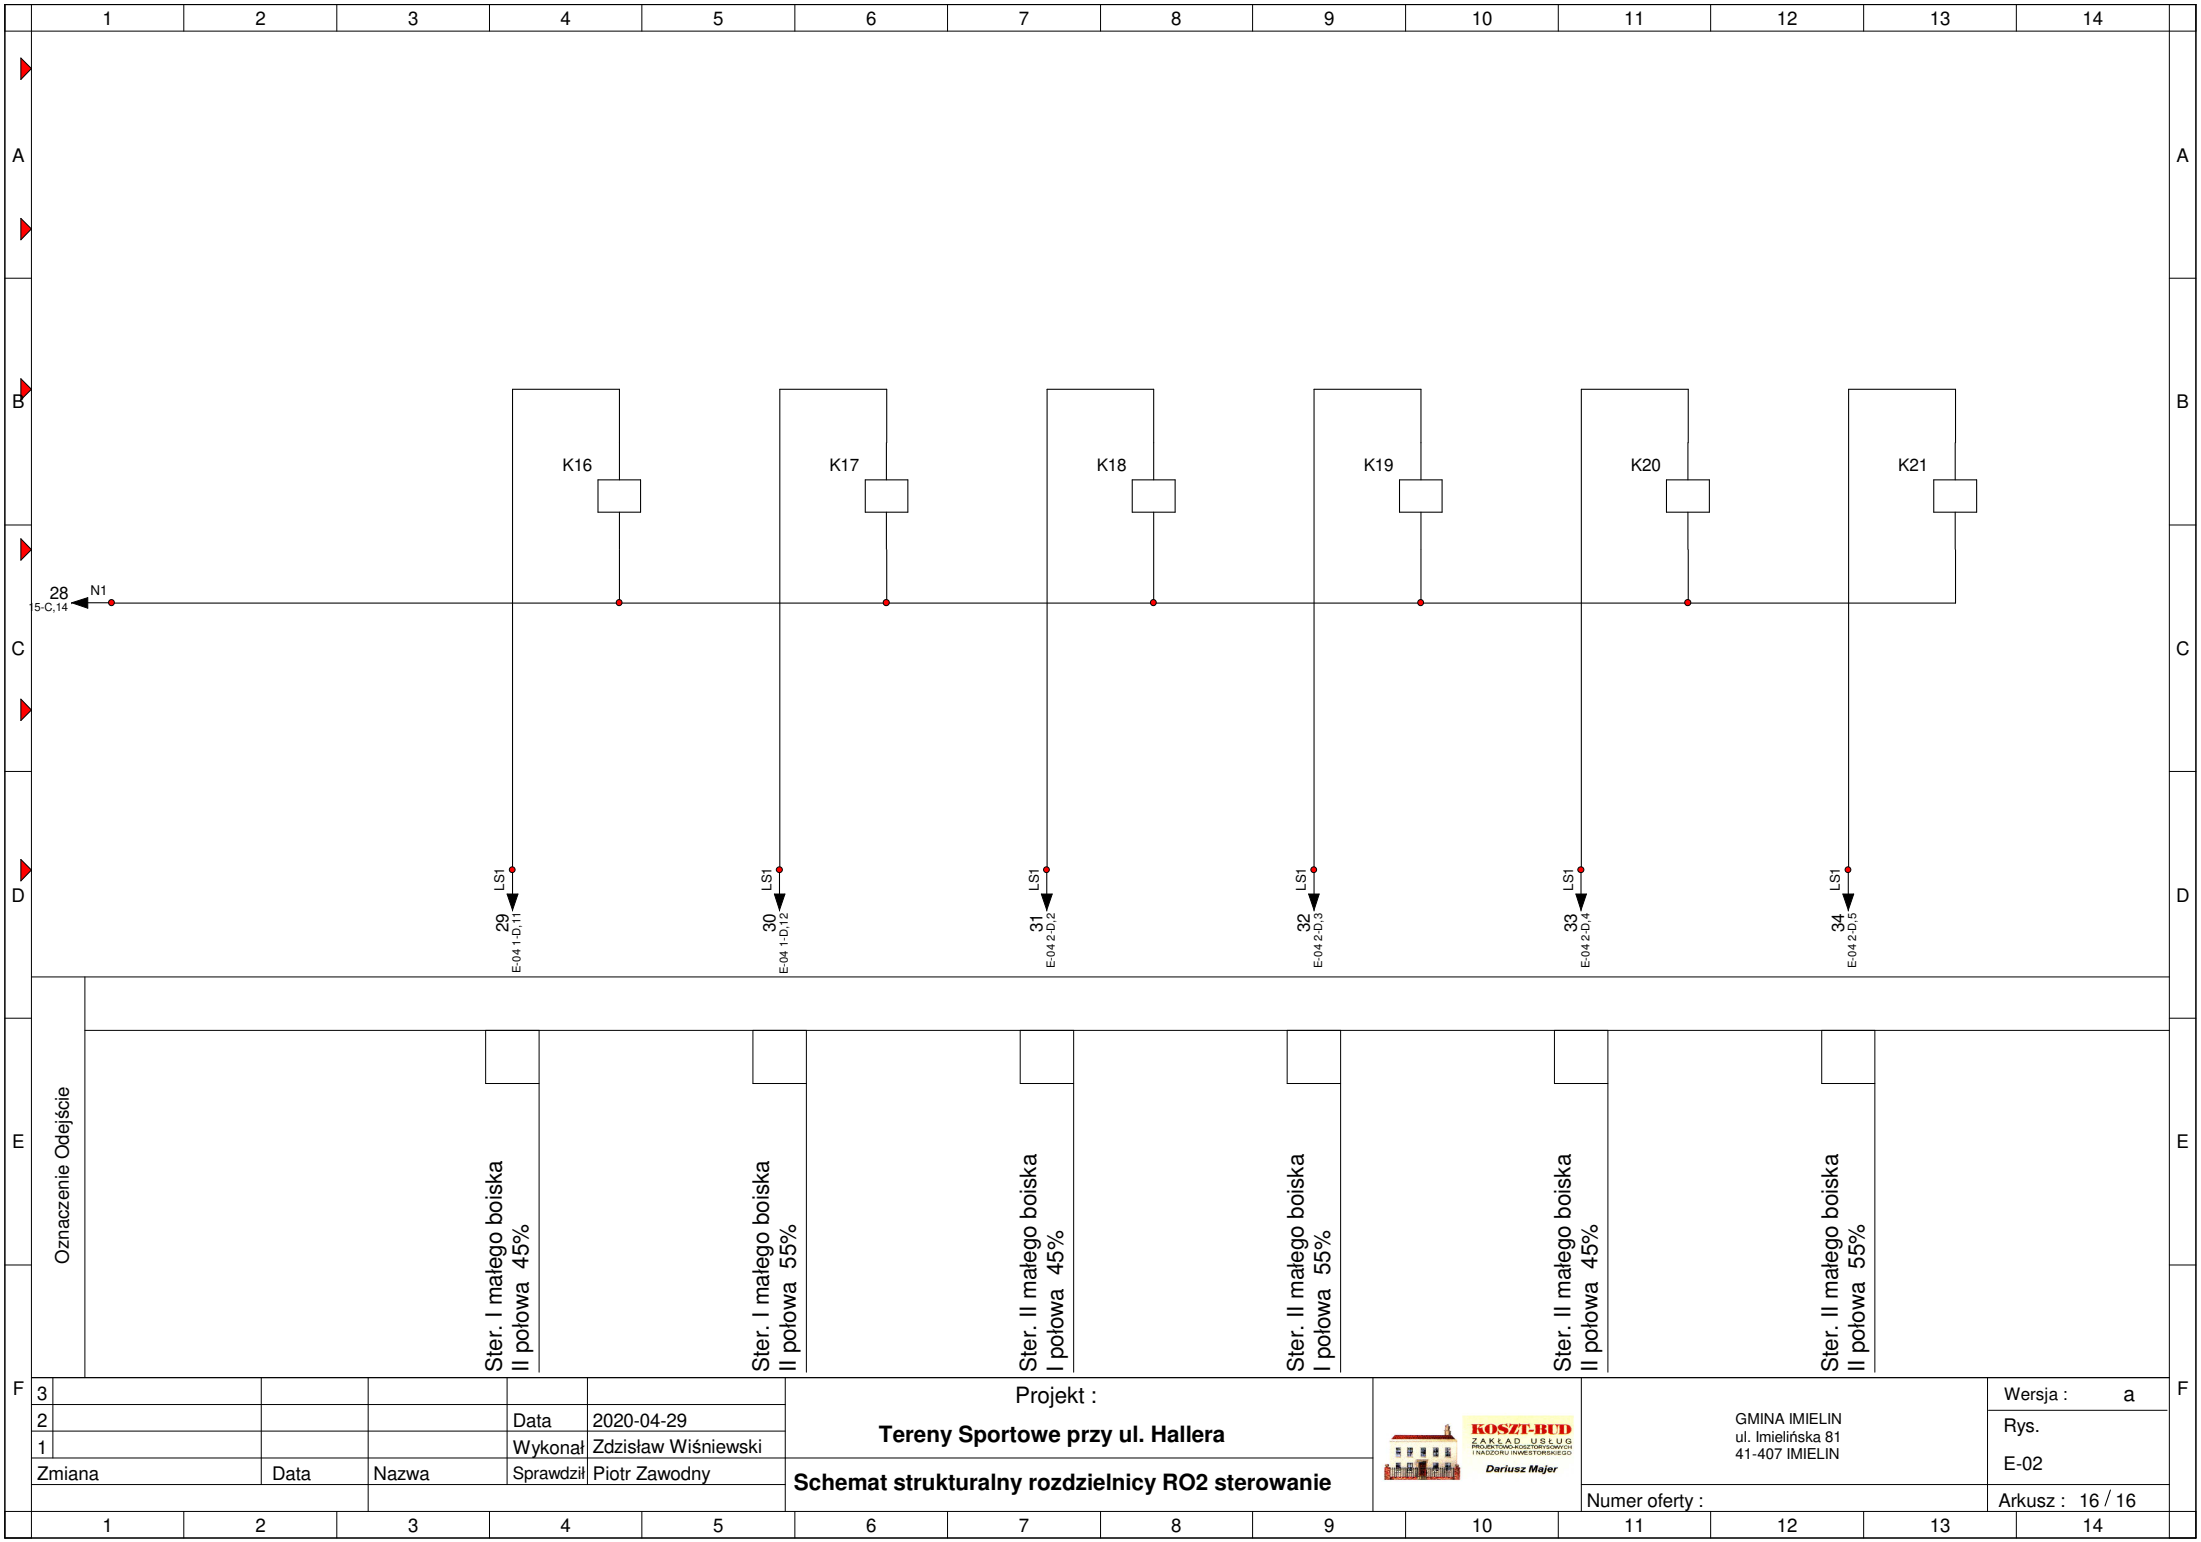 1 2 3 4 5 6 7 8 9 10 11 12 13 14
A A
B B
K16 K17 K18 K19 K20 K21
28 N1
15-C,14
C C
LS1 LS1 LS1 LS1 LS1 LS1
D D
29
E-04 1-D,11
30
E-04 1-D,12
31
E-04 2-D,2
32
E-04 2-D,3
33
E-04 2-D,4
34
E-04 2-D,5
E E
Oznaczenie Odejście
Ster. I małego boiska
II połowa 45%
Ster. I małego boiska
II połowa 55%
Ster. II małego boiska
I połowa 45%
Ster. II małego boiska
I połowa 55%
Ster. II małego boiska
II połowa 45%
Ster. II małego boiska
II połowa 55%
F F
3
2 Data 2020-04-29
1 Wykonał Zdzisław Wiśniewski
Zmiana Data Nazwa Sprawdził Piotr Zawodny
Projekt :
Tereny Sportowe przy ul. Hallera
Schemat strukturalny rozdzielnicy RO2 sterowanie
KOSZT-BUD
ZAKŁAD USŁUG
PROJEKTOWO-KOSZTORYSOWYCH
I NADZORU INWESTORSKIEGO
Dariusz Majer
GMINA IMIELIN
ul. Imielińska 81
41-407 IMIELIN
Numer oferty :
Wersja : a
Rys.
E-02
Arkusz : 16 / 16
1 2 3 4 5 6 7 8 9 10 11 12 13 14